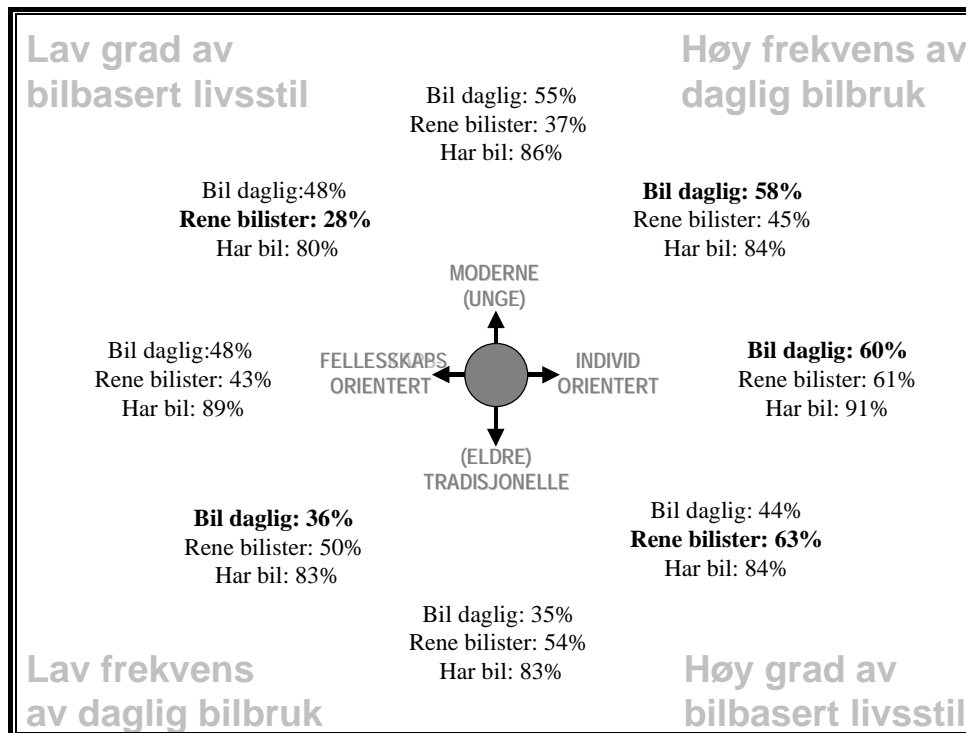 Lav grad av
bilbasert livsstil
Høy frekvens av
daglig bilbruk
Bil daglig: 55%
Rene bilister: 37%
Har bil: 86%
Bil daglig:48%
Rene bilister: 28%
Har bil: 80%
Bil daglig: 58%
Rene bilister: 45%
Har bil: 84%
MODERNE
(UNGE)
Bil daglig:48%
Rene bilister: 43%
Har bil: 89%
FELLESSKAPS
ORIENTERT
INDIVID
ORIENTERT
Bil daglig: 60%
Rene bilister: 61%
Har bil: 91%
(ELDRE)
TRADISJONELLE
Bil daglig: 36%
Rene bilister: 50%
Har bil: 83%
Bil daglig: 44%
Rene bilister: 63%
Har bil: 84%
Bil daglig: 35%
Rene bilister: 54%
Har bil: 83%
Lav frekvens
av daglig bilbruk
Høy grad av
bilbasert livsstil